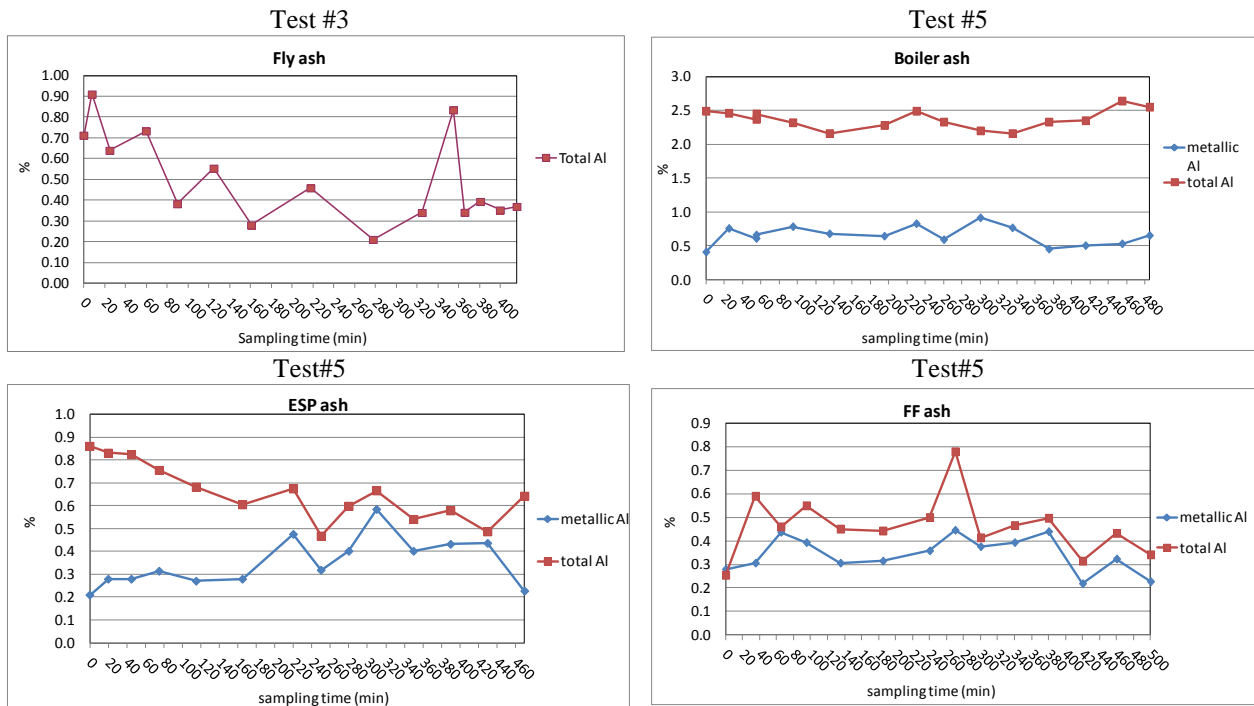 Test #3
Fly ash
1.00
0.90
0.80
0.70
0.60
0.50
0.40
0.30
0.20
0.10
0.00
%
0 20 40 60 80 100 120 140 160 180 200 220 240 260 280 300 320 340 360 380 400
Sampling time (min)
Total Al
Test #5
Boiler ash
3.0
2.5
2.0
1.5
1.0
0.5
0.0
%
0 20 40 60 80 100 120 140 160 180 200 220 240 260 280 300 320 340 360 380 400 420 440 460 480
sampling time (min)
metallic
Al
total Al
Test#5
ESP ash
1.0
0.9
0.8
0.7
0.6
0.5
0.4
0.3
0.2
0.1
0.0
%
0 20 40 60 80 100 120 140 160 180 200 220 240 260 280 300 320 340 360 380 400 420 440 460
sampling time (min)
metallic Al
total Al
Test#5
FF ash
0.9
0.8
0.7
0.6
0.5
0.4
0.3
0.2
0.1
0.0
%
0 20 40 60 80 100 120 140 160 180 200 220 240 260 280 300 320 340 360 380 400 420 440 460 480 500
sampling time (min)
metallic Al
total Al